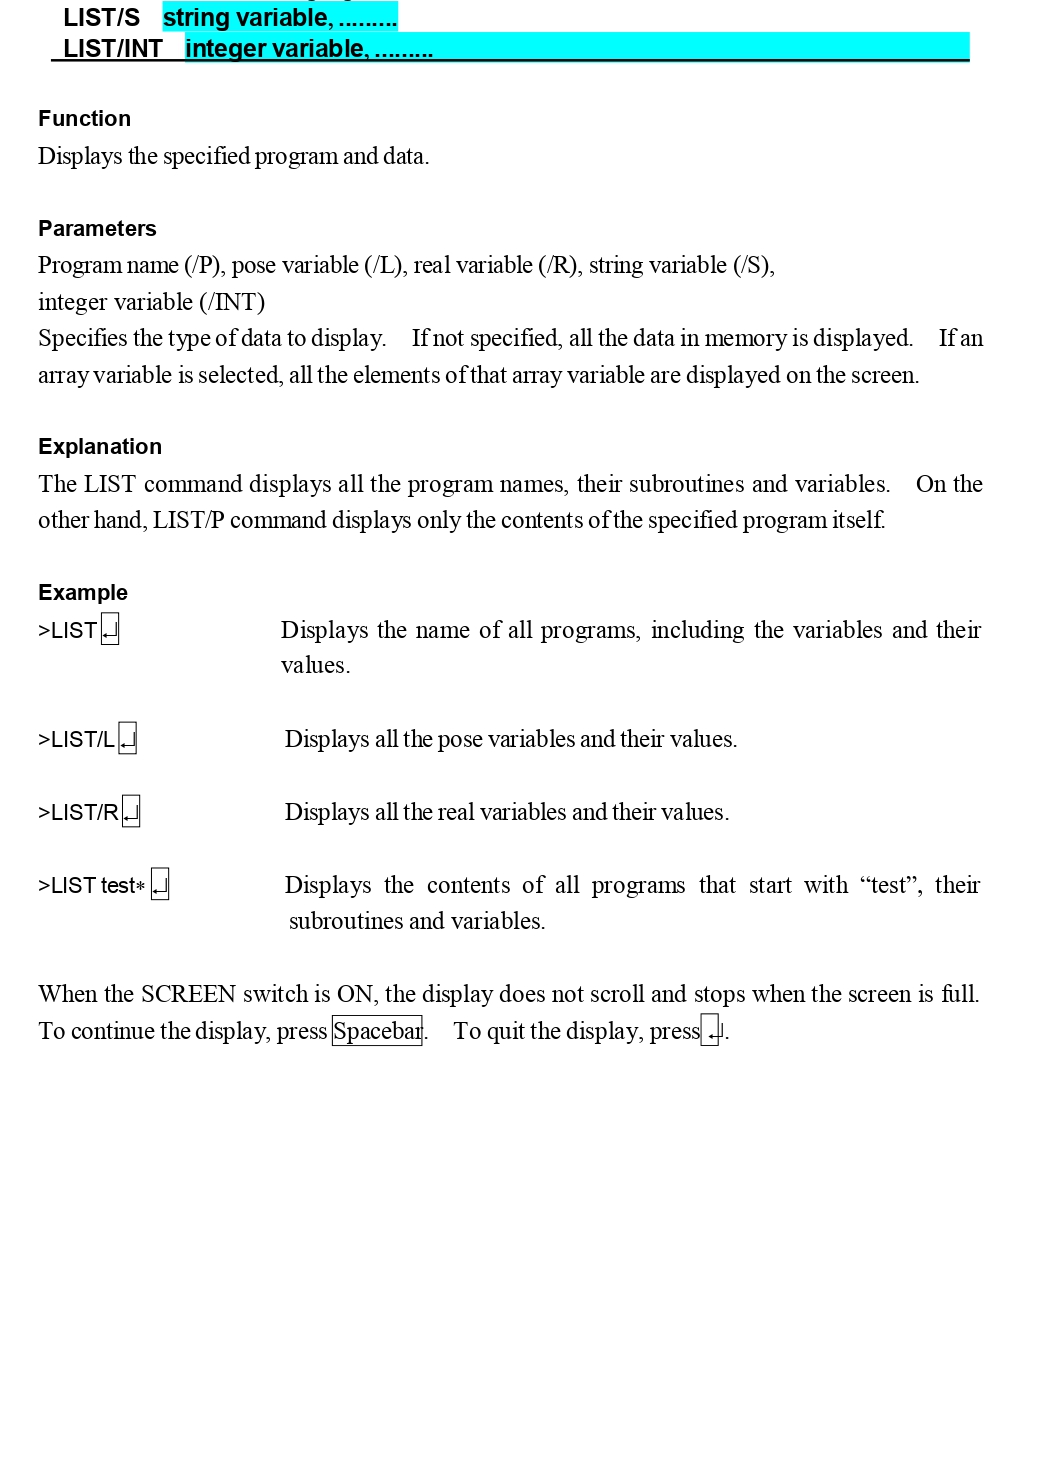 LIST/S string variable, .........
LIST/INT integer variable, .........
Function
Displays the specified program and data.
Parameters
Program name (/P), pose variable (/L), real variable (/R), string variable (/S),
integer variable (/INT)
Specifies the type of data to display. If not specified, all the data in memory is displayed. If an
array variable is selected, all the elements of that array variable are displayed on the screen.
Explanation
The LIST command displays all the program names, their subroutines and variables. On the
other hand, LIST/P command displays only the contents of the specified program itself.
Example
>LIST↵ Displays the name of all programs, including the variables and their
values.
>LIST/L↵ Displays all the pose variables and their values.
>LIST/R↵ Displays all the real variables and their values.
>LIST test*↵ Displays the contents of all programs that start with “test”, their
subroutines and variables.
When the SCREEN switch is ON, the display does not scroll and stops when the screen is full.
To continue the display, press Spacebar. To quit the display, press ↵.